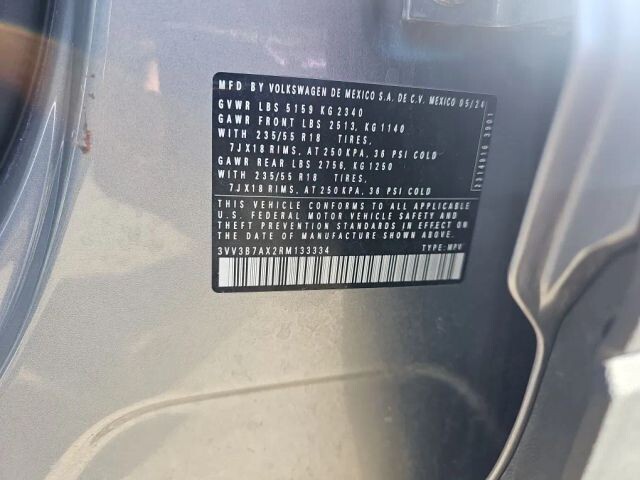 MFD BY VOLKSWAGEN DE MEXICO S.A. DE C.V. MEXICO 05/24
GVWR LBS 5159 KG 2340
GAWR FRONT LBS 2513, KG 1140
WITH 235/55 R18 TIRES,
7JX18 RIMS, AT 250 KPA, 36 PSI COLD
GAWR REAR LBS 2756, KG 1250
WITH 235/55 R18 TIRES,
7JX18 RIMS, AT 250 KPA, 36 PSI COLD
THIS VEHICLE CONFORMS TO ALL APPLICABLE
U.S. FEDERAL MOTOR VEHICLE SAFETY AND
THEFT PREVENTION STANDARDS IN EFFECT ON
THE DATE OF MANUFACTURE SHOWN ABOVE
3VV3B7AX2RM133334 TYPE: MPV